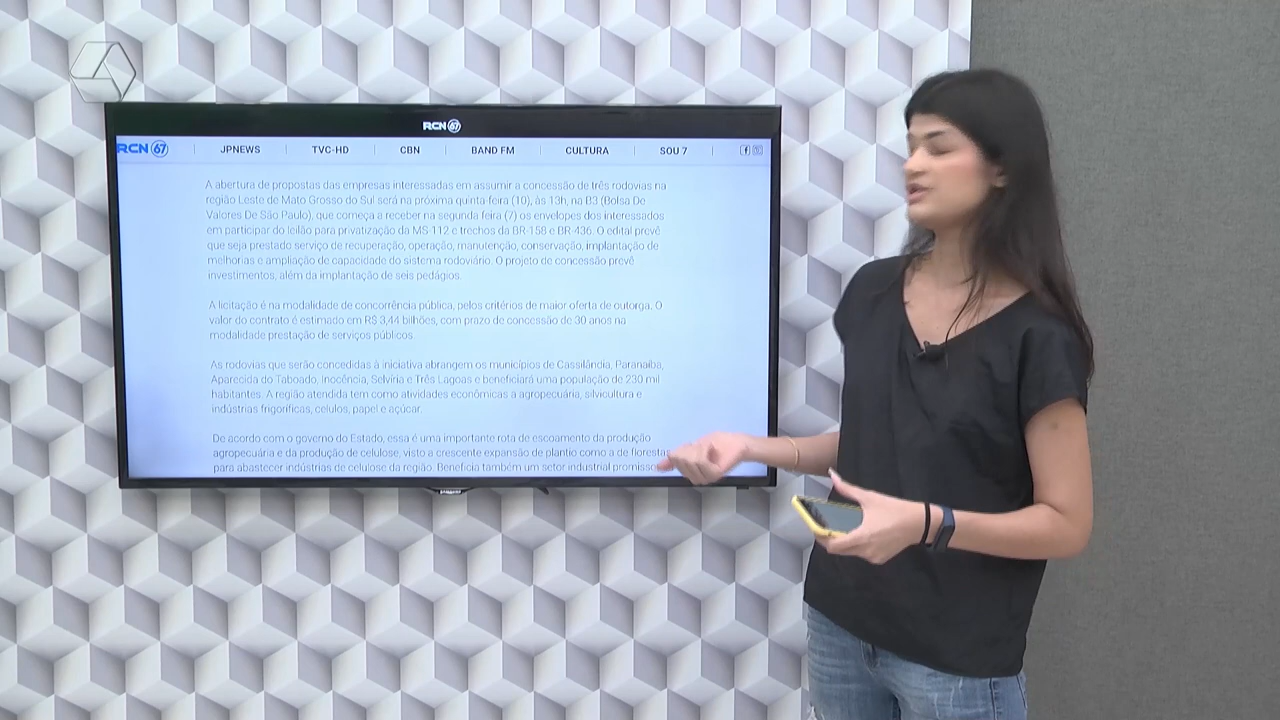 RCN 67
RCN 67
JPNEWS
TVC-HD
CBN
BAND FM
CULTURA
SOU 7
A abertura de propostas das empresas interessadas em assumir a concessão de três rodovias na
região Leste de Mato Grosso do Sul será na próxima quinta-feira (10), às 13h, na B3 (Bolsa De
Valores De São Paulo), que começa a receber na segunda-feira (7) os envelopes dos interessados
em participar do leilão para privatização da MS-112 e trechos da BR-158 e BR-436. O edital prevê
que seja prestado serviço de recuperação, operação, manutenção, conservação, implantação de
melhorias e ampliação de capacidade do sistema rodoviário. O projeto de concessão prevê
investimentos, além da implantação de seis pedágios.
A licitação é na modalidade de concorrência pública, pelos critérios de maior oferta de outorga. O
valor do contrato é estimado em R$ 3,44 bilhões, com prazo de concessão de 30 anos na
modalidade prestação de serviços públicos.
As rodovias que serão concedidas à iniciativa abrangem os municípios de Cassilândia, Paranaíba,
Aparecida do Taboado, Inocência, Selvíria e Três Lagoas e beneficiará uma população de 230 mil
habitantes. A região atendida tem como atividades econômicas a agropecuária, silvicultura e
indústrias frigoríficas, celulos, papel e açúcar.
De acordo com o governo do Estado, essa é uma importante rota de escoamento da produção
agropecuária e da produção de celulose, visto a crescente expansão de plantio como a de florestas
para abastecer indústrias de celulose da região. Beneficia também um setor industrial promisso